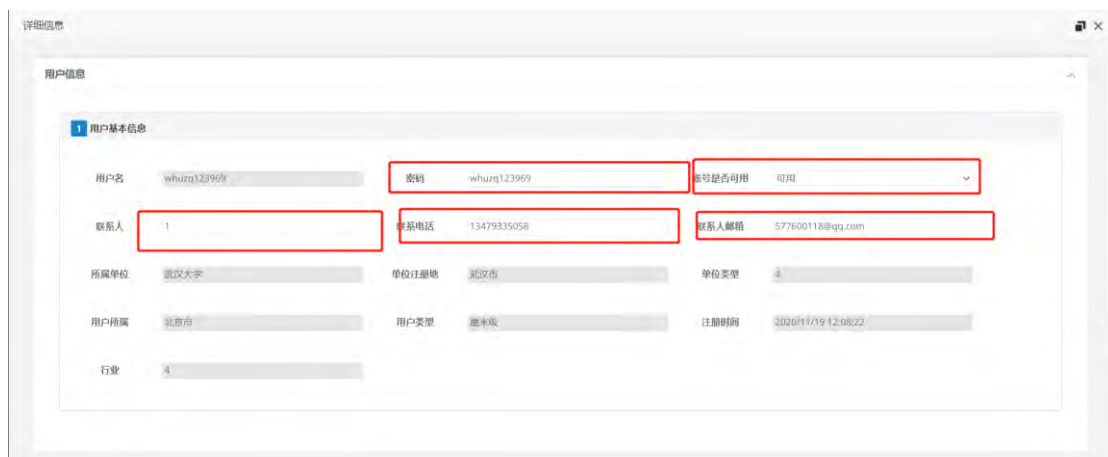 详细信息
用户信息
1 用户基本信息
用户名 whuzq123969 密码 whuzq123969 账号是否可用 可用
联系人 1 联系电话 13479335058 联系人邮箱 577600118@qq.com
所属单位 武汉大学 单位注册地 武汉市 单位类型 4
用户所属 北京市 用户类型 厘米级 注册时间 2020/11/19 12:08:22
行业 4